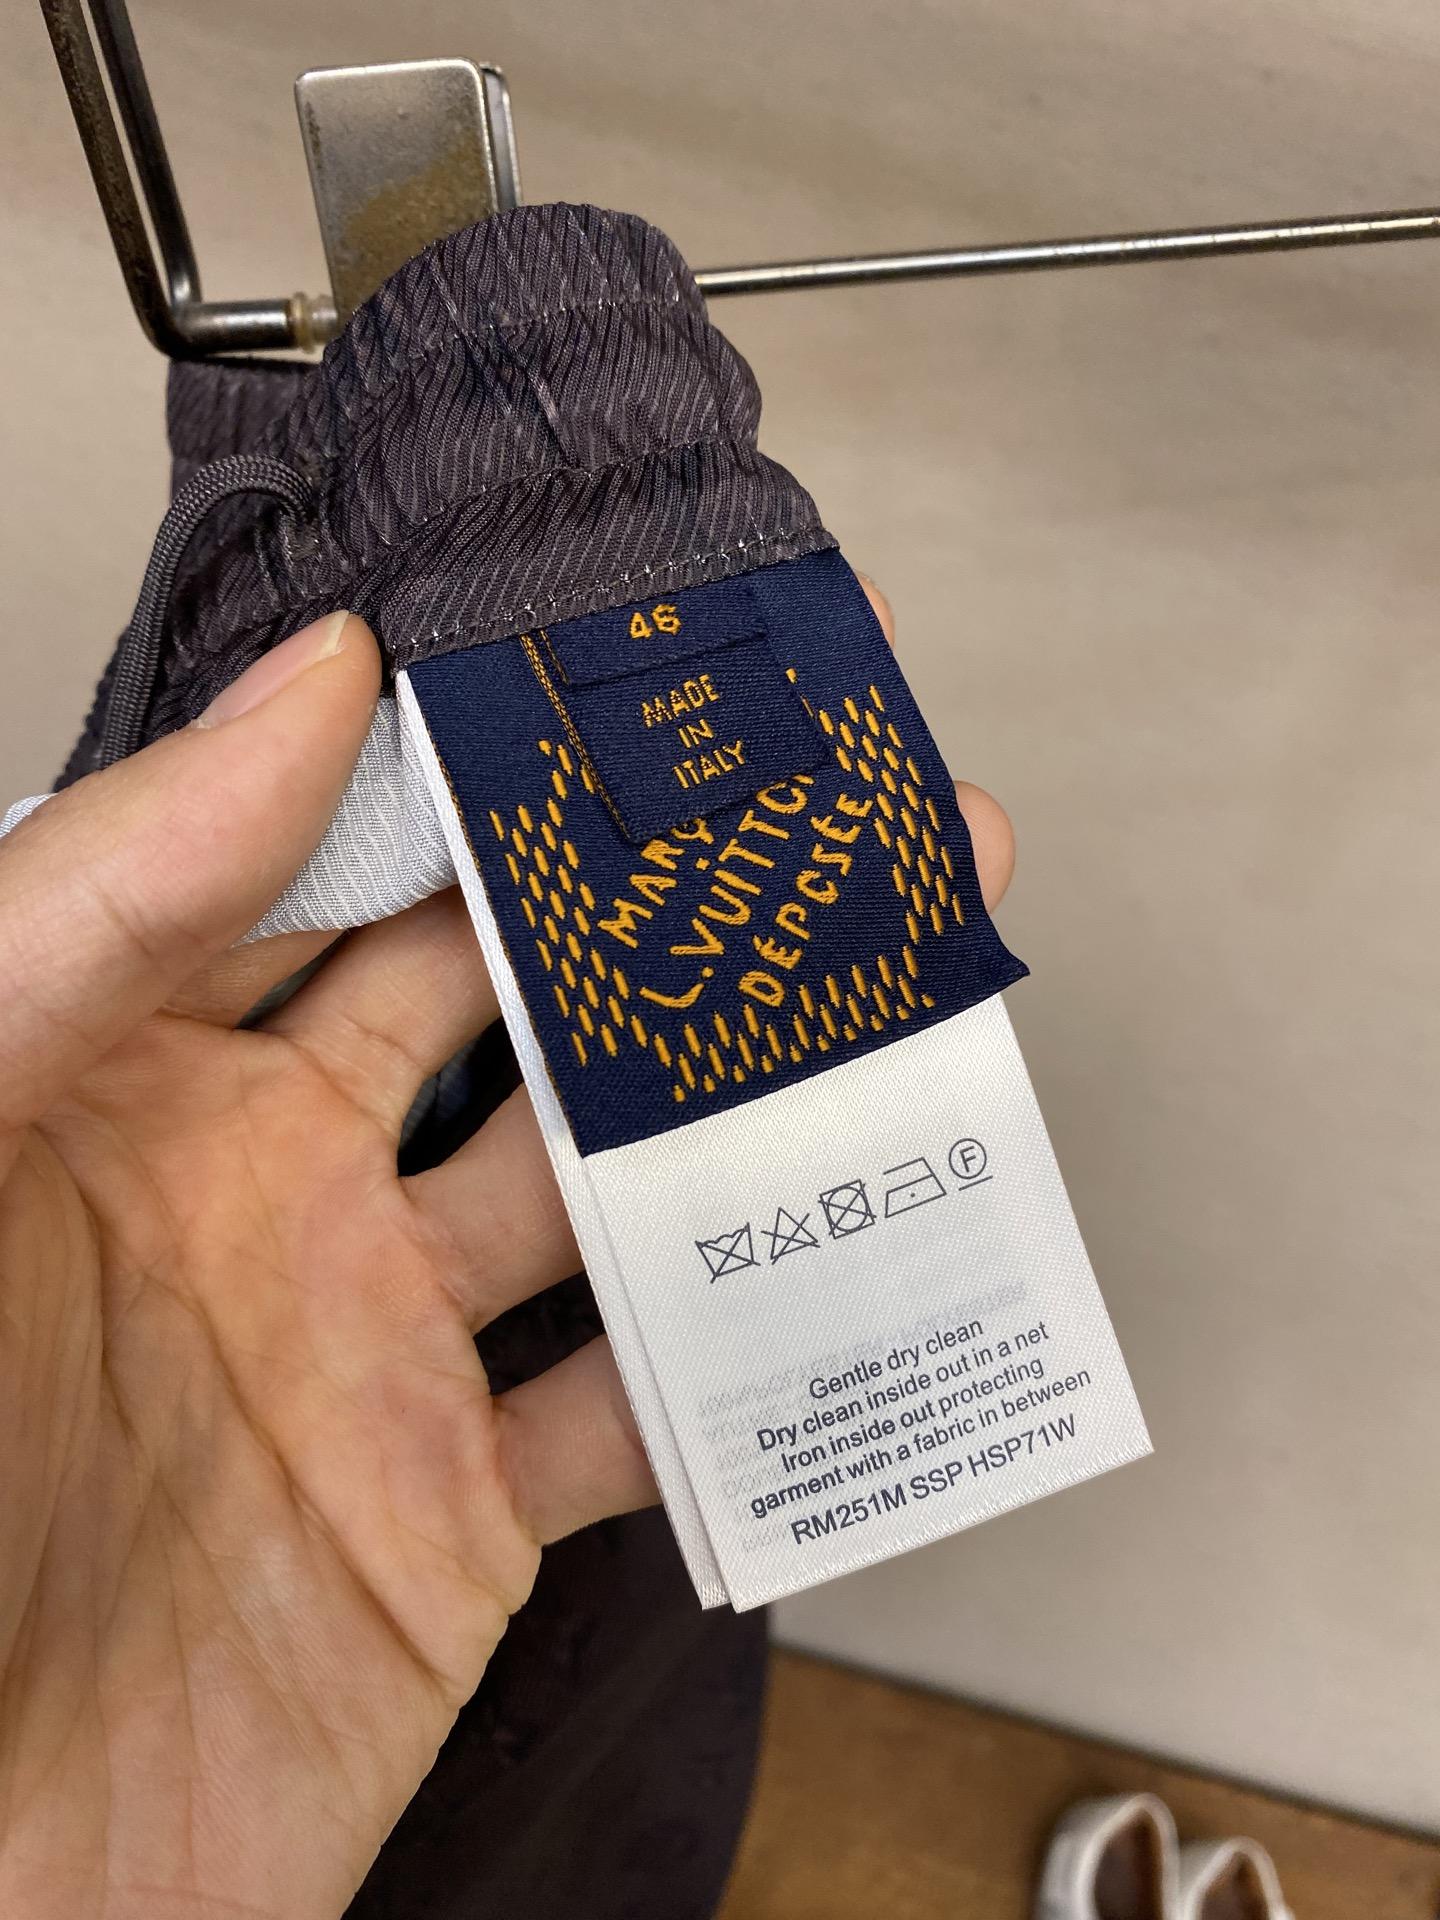 46
MADE
IN
ITALY
MARQ
L.VUITTO
DÉPOSÉE
F
Gentle dry clean
Dry clean inside out in a net
Iron inside out protecting
garment with a fabric in between
RM251M SSP HSP71W